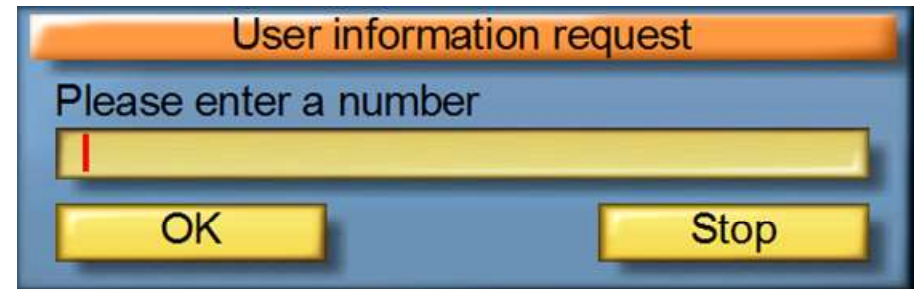 User information request
Please enter a number
OK
Stop